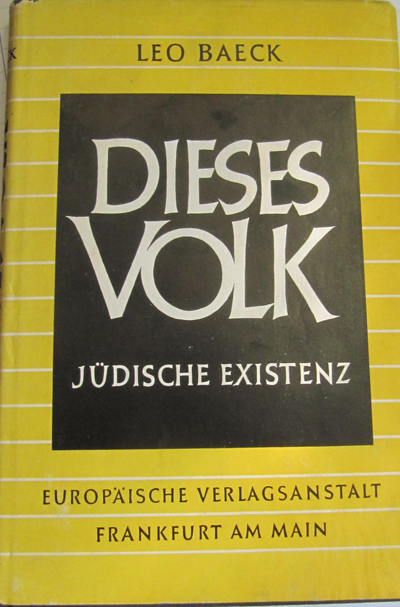 LEO BAECK
DIESES
VOLK
JÜDISCHE EXISTENZ
EUROPÄISCHE VERLAGSANSTALT
FRANKFURT AM MAIN